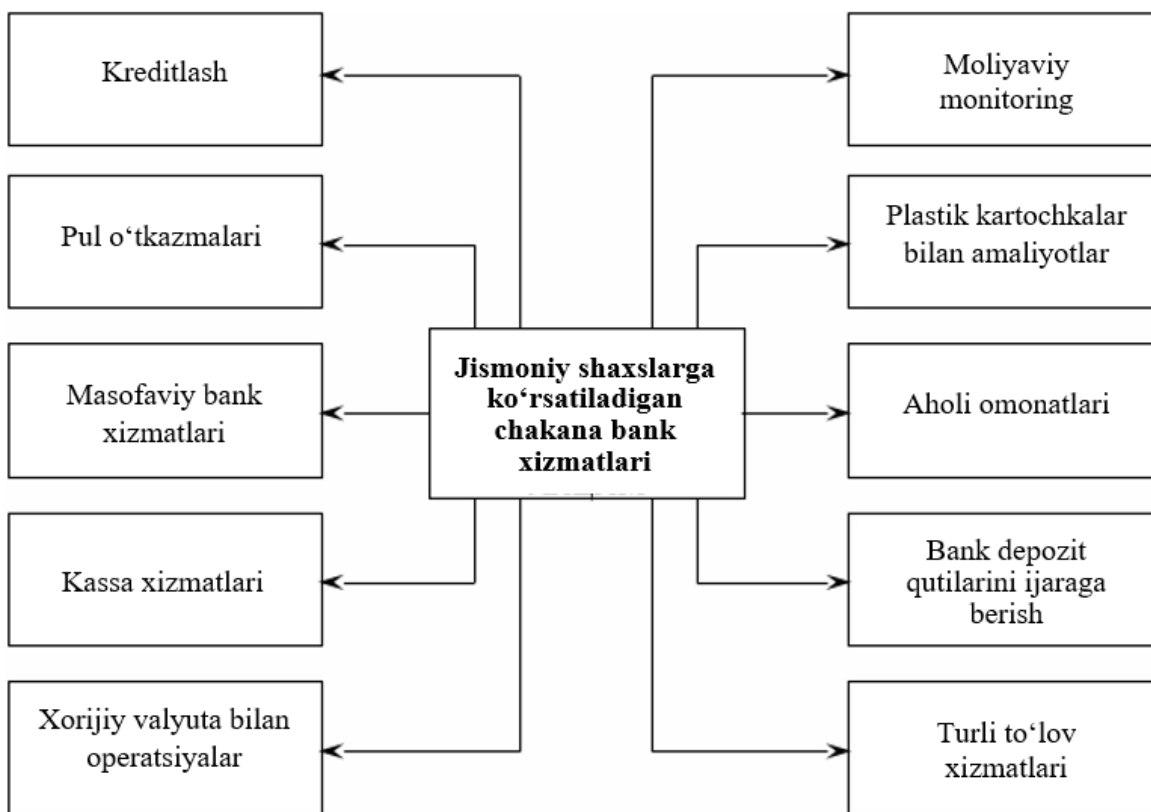 Kreditlash
Moliyaviy
monitoring
Pul o‘tkazmalari
Plastik kartochkalar
bilan amaliyotlar
Jismoniy shaxslarga
ko‘rsatiladigan
chakana bank
xizmatlari
Masofaviy bank
xizmatlari
Aholi omonatlari
Kassa xizmatlari
Bank depozit
qutilarini ijaraga
berish
Xorijiy valyuta bilan
operatsiyalar
Turli to‘lov
xizmatlari